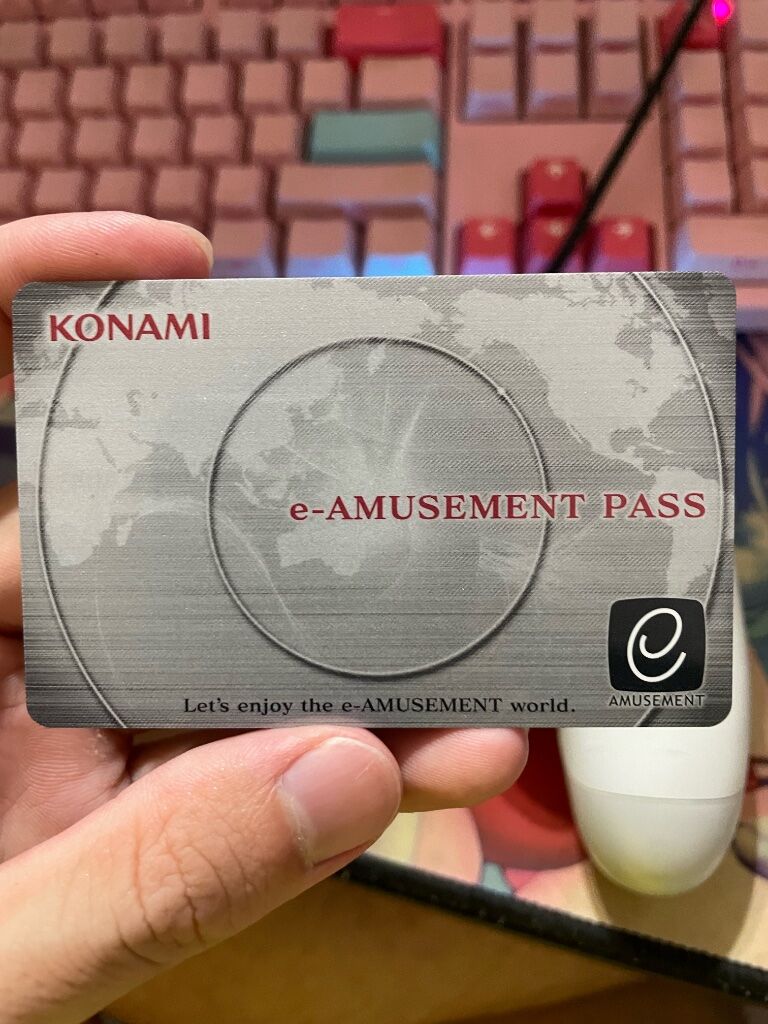 KONAMI
e-AMUSEMENT PASS
e
AMUSEMENT
Let's enjoy the e-AMUSEMENT world.